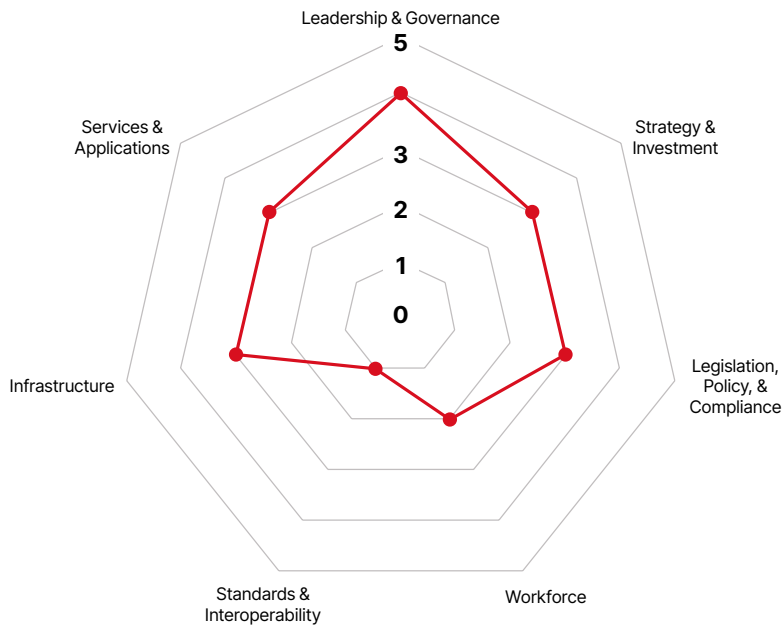 Leadership & Governance
5
Services &
Applications
Strategy &
Investment
3
2
1
0
Infrastructure
Legislation,
Policy, &
Compliance
Standards &
Interoperability
Workforce